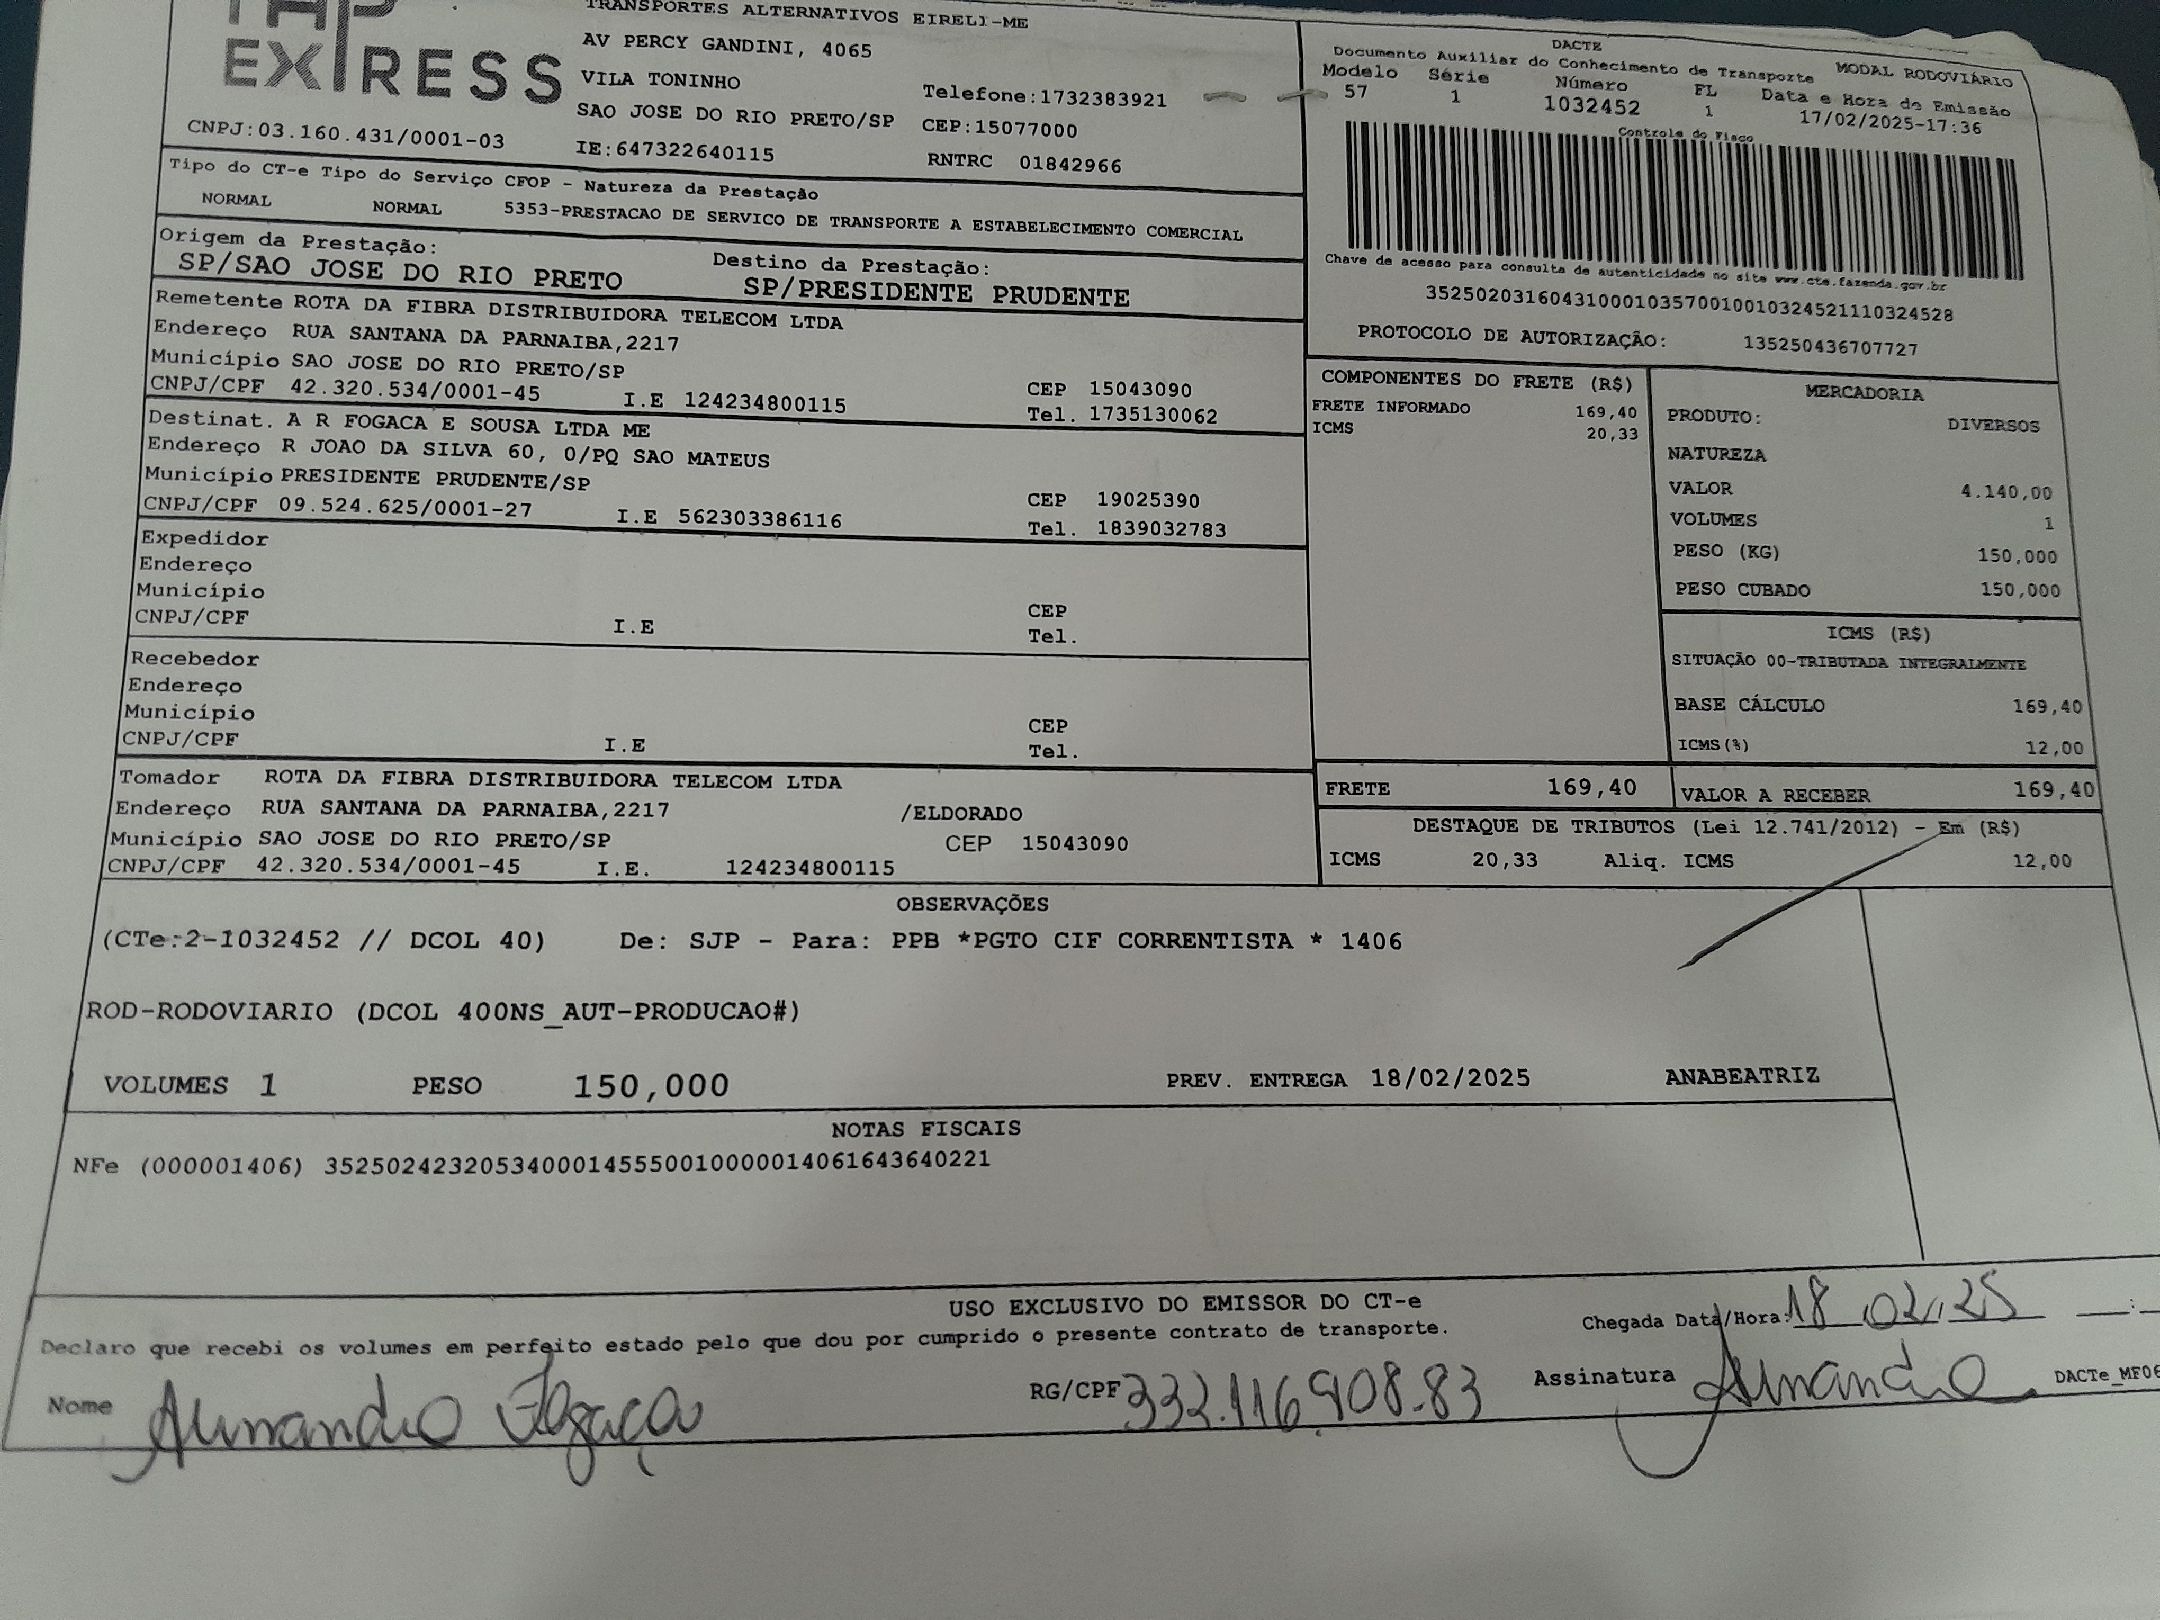 EXPRESS
TRANSPORTES ALTERNATIVOS EIRELI-ME
AV PERCY GANDINI, 4065
VILA TONINHO
Telefone:1732383921
SAO JOSE DO RIO PRETO/SP CEP:15077000
CNPJ:03.160.431/0001-03 IE:647322640115 RNTRC 01842966
DACTE
Documento Auxiliar do Conhecimento de Transporte MODAL RODOVIÁRIO
Modelo Série Número FL Data e Hora de Emissão
57 1 1032452 1 17/02/2025-17:36
Controle do Fisco
Chave de acesso para consulta de autenticidade no site www.cte.fazenda.gov.br
35250203160431000103570010010324521110324528
PROTOCOLO DE AUTORIZAÇÃO: 135250436707727
Tipo do CT-e Tipo do Serviço CFOP - Natureza da Prestação
NORMAL NORMAL 5353-PRESTACAO DE SERVICO DE TRANSPORTE A ESTABELECIMENTO COMERCIAL
Origem da Prestação: Destino da Prestação:
SP/SAO JOSE DO RIO PRETO SP/PRESIDENTE PRUDENTE
Remetente ROTA DA FIBRA DISTRIBUIDORA TELECOM LTDA
Endereço RUA SANTANA DA PARNAIBA,2217
Município SAO JOSE DO RIO PRETO/SP CEP 15043090
CNPJ/CPF 42.320.534/0001-45 I.E 124234800115 Tel. 1735130062
Destinat. A R FOGACA E SOUSA LTDA ME
Endereço R JOAO DA SILVA 60, 0/PQ SAO MATEUS
Município PRESIDENTE PRUDENTE/SP CEP 19025390
CNPJ/CPF 09.524.625/0001-27 I.E 562303386116 Tel. 1839032783
Expedidor
Endereço
Município CEP
CNPJ/CPF I.E Tel.
Recebedor
Endereço
Município CEP
CNPJ/CPF I.E Tel.
Tomador ROTA DA FIBRA DISTRIBUIDORA TELECOM LTDA
Endereço RUA SANTANA DA PARNAIBA,2217 /ELDORADO
Município SAO JOSE DO RIO PRETO/SP CEP 15043090
CNPJ/CPF 42.320.534/0001-45 I.E. 124234800115
COMPONENTES DO FRETE (R$)
FRETE INFORMADO 169,40
ICMS 20,33
MERCADORIA
PRODUTO: DIVERSOS
NATUREZA
VALOR 4.140,00
VOLUMES 1
PESO (KG) 150,000
PESO CUBADO 150,000
ICMS (R$)
SITUAÇÃO 00-TRIBUTADA INTEGRALMENTE
BASE CÁLCULO 169,40
ICMS(%) 12,00
FRETE 169,40 VALOR A RECEBER 169,40
DESTAQUE DE TRIBUTOS (Lei 12.741/2012) - Em (R$)
ICMS 20,33 Aliq. ICMS 12,00
OBSERVAÇÕES
(CTe:2-1032452 // DCOL 40) De: SJP - Para: PPB *PGTO CIF CORRENTISTA * 1406
ROD-RODOVIARIO (DCOL 400NS_AUT-PRODUCAO#)
VOLUMES 1 PESO 150,000 PREV. ENTREGA 18/02/2025 ANABEATRIZ
NOTAS FISCAIS
NFe (000001406) 35250242320534000145550010000014061643640221
USO EXCLUSIVO DO EMISSOR DO CT-e
Declaro que recebi os volumes em perfeito estado pelo que dou por cumprido o presente contrato de transporte.
Chegada Data/Hora: 18.02.25 __:_
Nome Armando Fogaça RG/CPF 332.116.908-83 Assinatura Armando DACTe_MF06